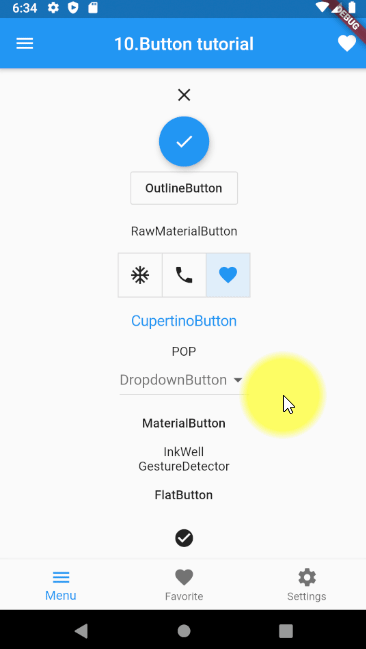 6:34
DEBUG
10.Button tutorial
OutlineButton
RawMaterialButton
CupertinoButton
POP
DropdownButton
MaterialButton
InkWell
GestureDetector
FlatButton
Menu
Favorite
Settings